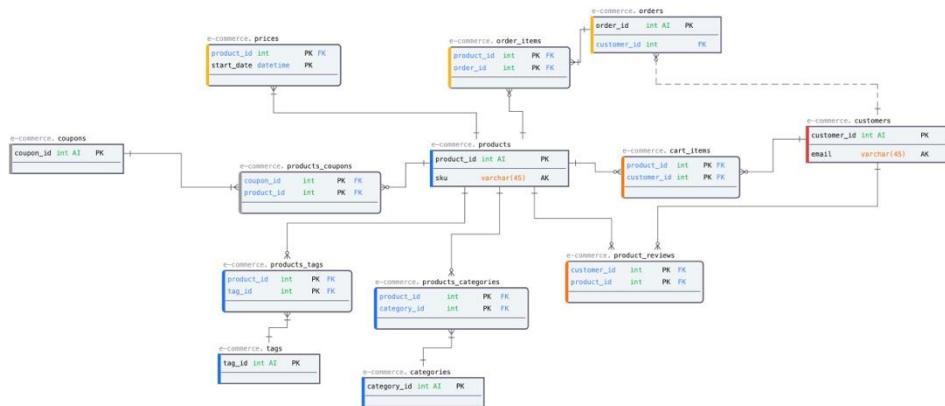 e-commerce. orders
order_id int AI PK
customer_id int FK
e-commerce. prices
product_id int PK FK
start_date datetime PK
e-commerce. order_items
product_id int PK FK
order_id int PK FK
e-commerce. customers
customer_id int AI PK
email varchar(45) AK
e-commerce. coupons
coupon_id int AI PK
e-commerce. products
product_id int AI PK
sku varchar(45) AK
e-commerce. cart_items
product_id int PK FK
customer_id int PK FK
e-commerce. products_coupons
coupon_id int PK FK
product_id int PK FK
e-commerce. products_tags
product_id int PK FK
tag_id int PK FK
e-commerce. products_categories
product_id int PK FK
category_id int PK FK
e-commerce. product_reviews
customer_id int PK FK
product_id int PK FK
e-commerce. tags
tag_id int AI PK
e-commerce. categories
category_id int AI PK